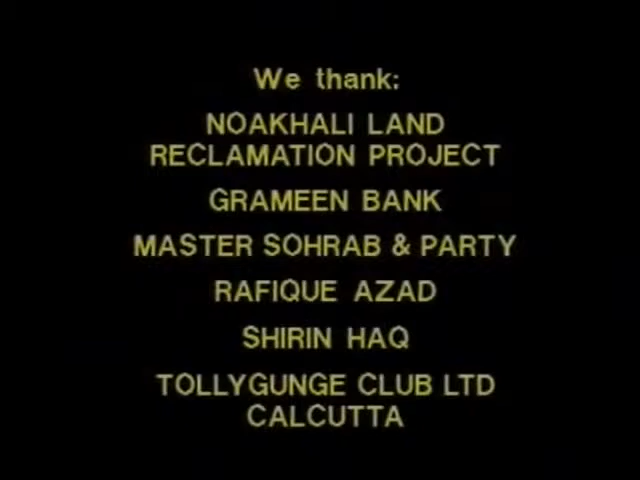 We thank:
NOAKHALI LAND
RECLAMATION PROJECT
GRAMEEN BANK
MASTER SOHRAB & PARTY
RAFIQUE AZAD
SHIRIN HAQ
TOLLYGUNGE CLUB LTD
CALCUTTA